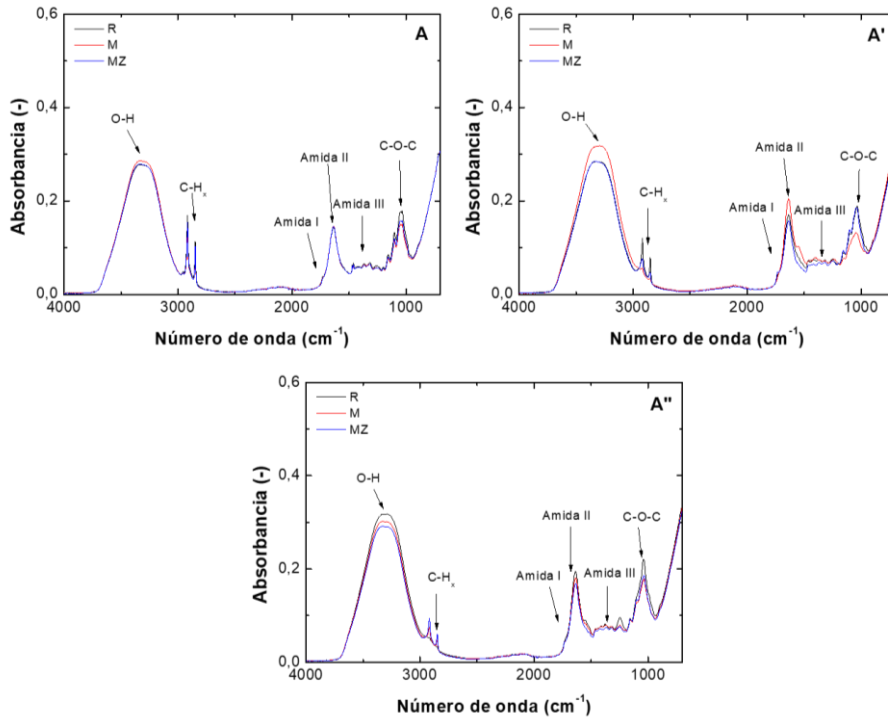 A
R
M
MZ
0,6
0,4
0,2
0,0
Absorbancia (-)
O-H
C-Hx
Amida I
Amida II
Amida III
C-O-C
4000 3000 2000 1000
Número de onda (cm-1)
A'
R
M
MZ
0,6
0,4
0,2
0,0
Absorbancia (-)
O-H
C-Hx
Amida I
Amida II
Amida III
C-O-C
4000 3000 2000 1000
Número de onda (cm-1)
A"
R
M
MZ
0,6
0,4
0,2
0,0
Absorbancia (-)
O-H
C-Hx
Amida I
Amida II
Amida III
C-O-C
4000 3000 2000 1000
Número de onda (cm-1)